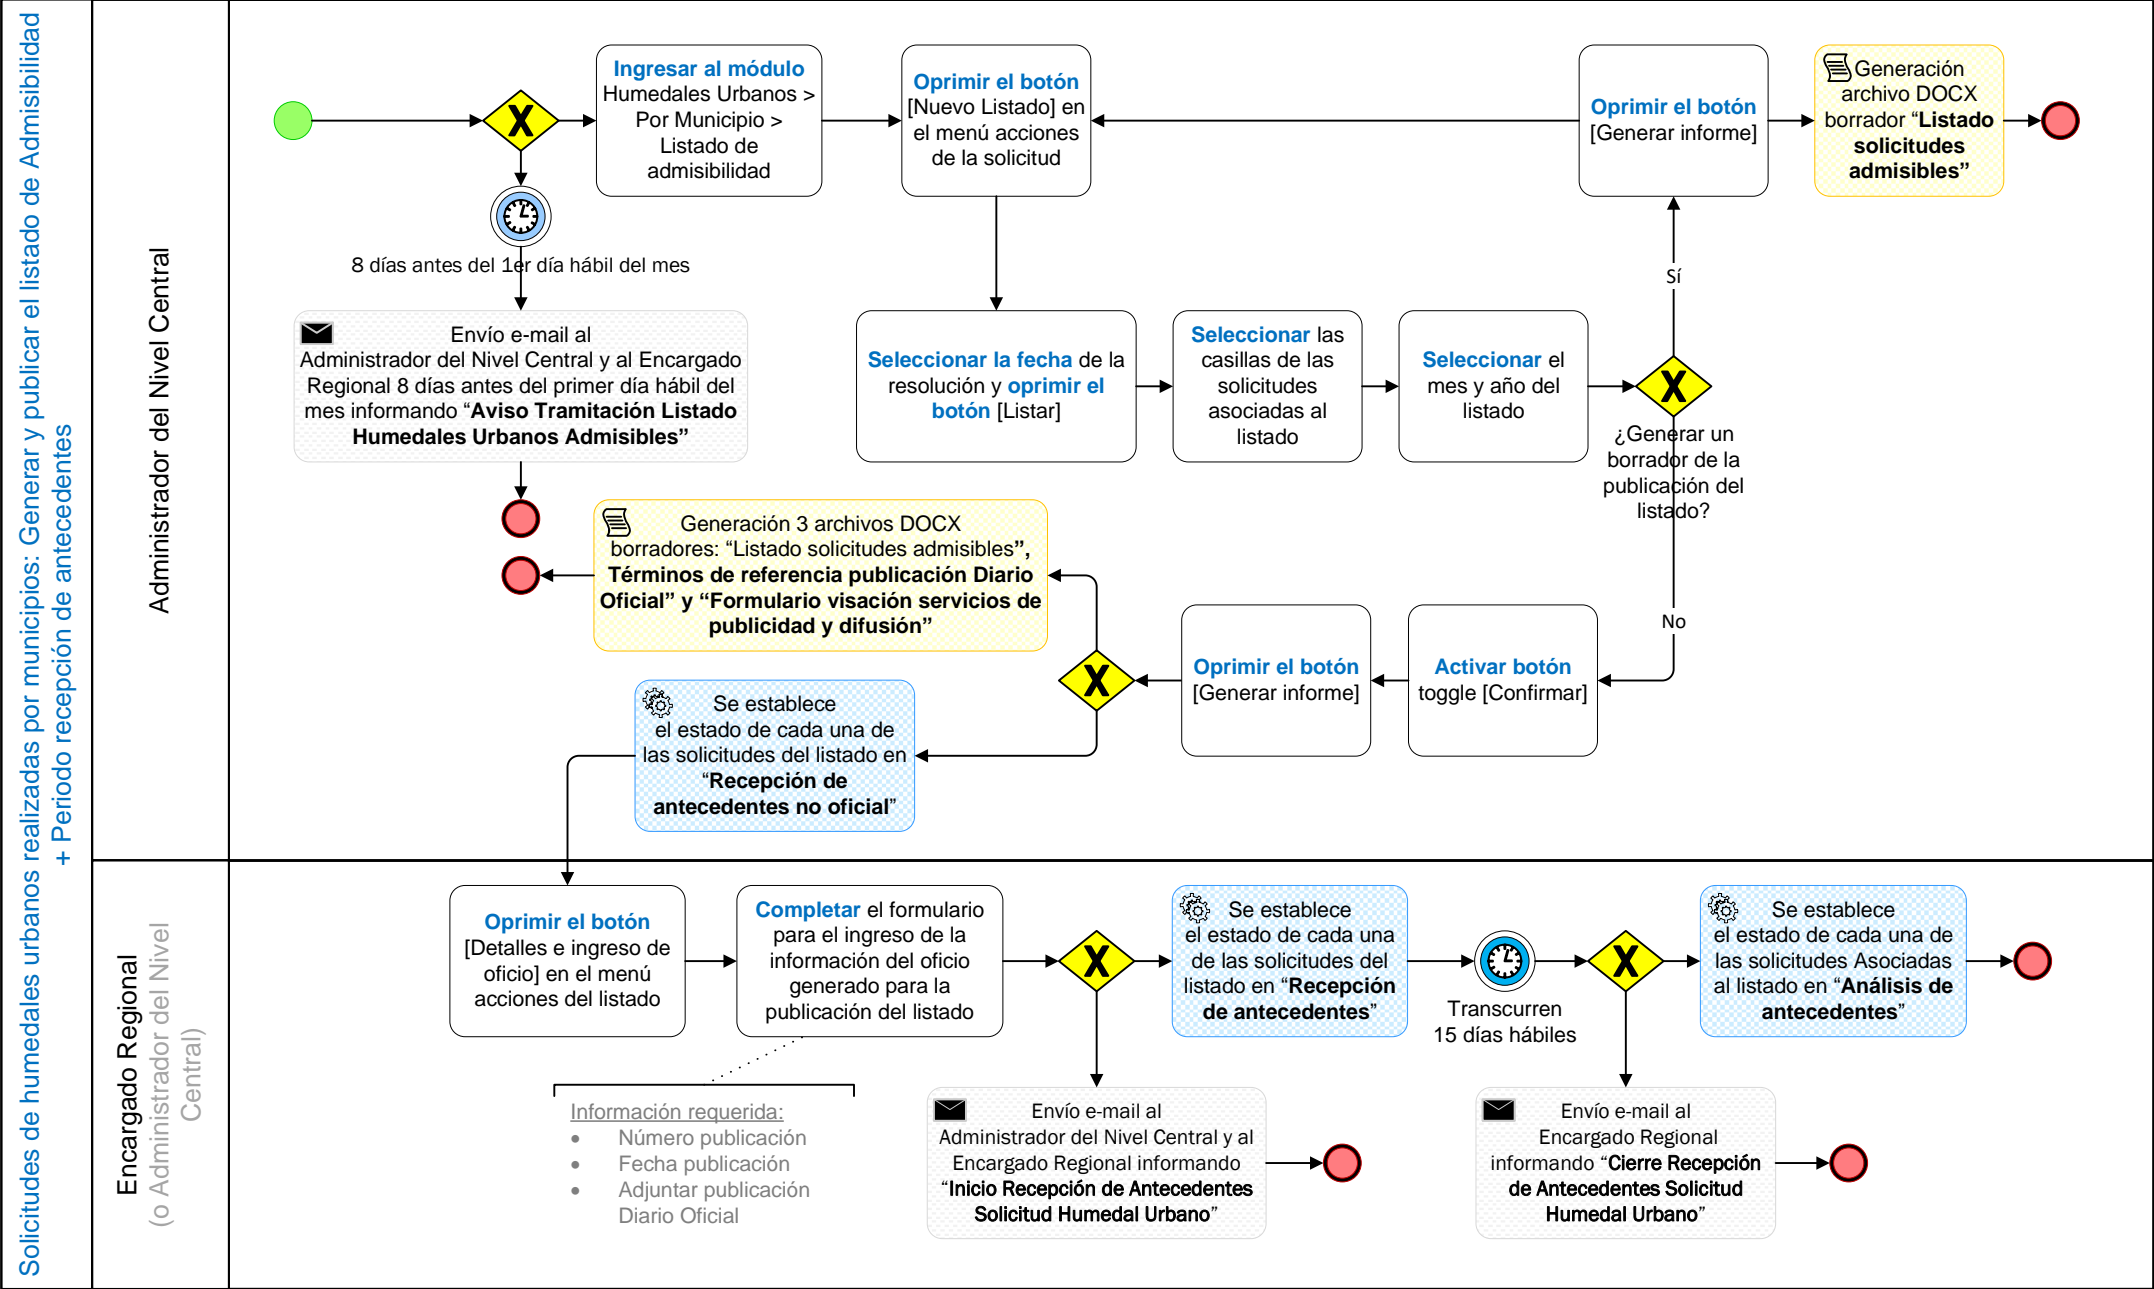 Solicitudes de humedales urbanos realizadas por municipios: Generar y publicar el listado de Admisibilidad
+ Periodo recepción de antecedentes
Administrador del Nivel Central
Ingresar al módulo
Humedales Urbanos >
Por Municipio >
Listado de
admisibilidad
Oprimir el botón
[Nuevo Listado] en
el menú acciones
de la solicitud
Oprimir el botón
[Generar informe]
Generación
archivo DOCX
borrador “Listado
solicitudes
admisibles”
8 días antes del 1er día hábil del mes
Envío e-mail al
Administrador del Nivel Central y al Encargado
Regional 8 días antes del primer día hábil del
mes informando “Aviso Tramitación Listado
Humedales Urbanos Admisibles”
Seleccionar la fecha de la
resolución y oprimir el
botón [Listar]
Seleccionar las
casillas de las
solicitudes
asociadas al
listado
Seleccionar el
mes y año del
listado
Sí
¿Generar un
borrador de la
publicación del
listado?
No
Generación 3 archivos DOCX
borradores: “Listado solicitudes admisibles”,
Términos de referencia publicación Diario
Oficial” y “Formulario visación servicios de
publicidad y difusión”
Oprimir el botón
[Generar informe]
Activar botón
toggle [Confirmar]
Se establece
el estado de cada una de
las solicitudes del listado en
“Recepción de
antecedentes no oficial”
Encargado Regional
(o Administrador del Nivel
Central)
Oprimir el botón
[Detalles e ingreso de
oficio] en el menú
acciones del listado
Completar el formulario
para el ingreso de la
información del oficio
generado para la
publicación del listado
Se establece
el estado de cada una
de las solicitudes del
listado en “Recepción
de antecedentes”
Transcurren
15 días hábiles
Se establece
el estado de cada una de
las solicitudes Asociadas
al listado en “Análisis de
antecedentes”
Información requerida:
• Número publicación
• Fecha publicación
• Adjuntar publicación
Diario Oficial
Envío e-mail al
Administrador del Nivel Central y al
Encargado Regional informando
“Inicio Recepción de Antecedentes
Solicitud Humedal Urbano”
Envío e-mail al
Encargado Regional
informando “Cierre Recepción
de Antecedentes Solicitud
Humedal Urbano”